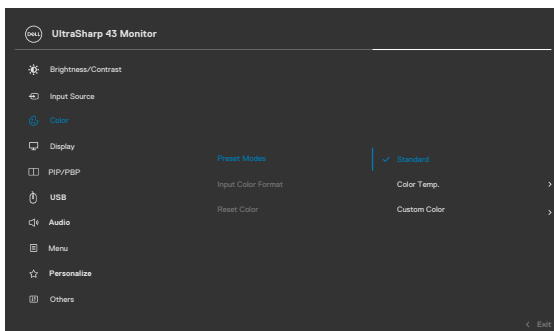 DELL UltraSharp 43 Monitor
Brightness/Contrast
Input Source
Color
Display
PIP/PBP
USB
Audio
Menu
Personalize
Others
Preset Modes
Input Color Format
Reset Color
Standard
Color Temp.
Custom Color
Exit